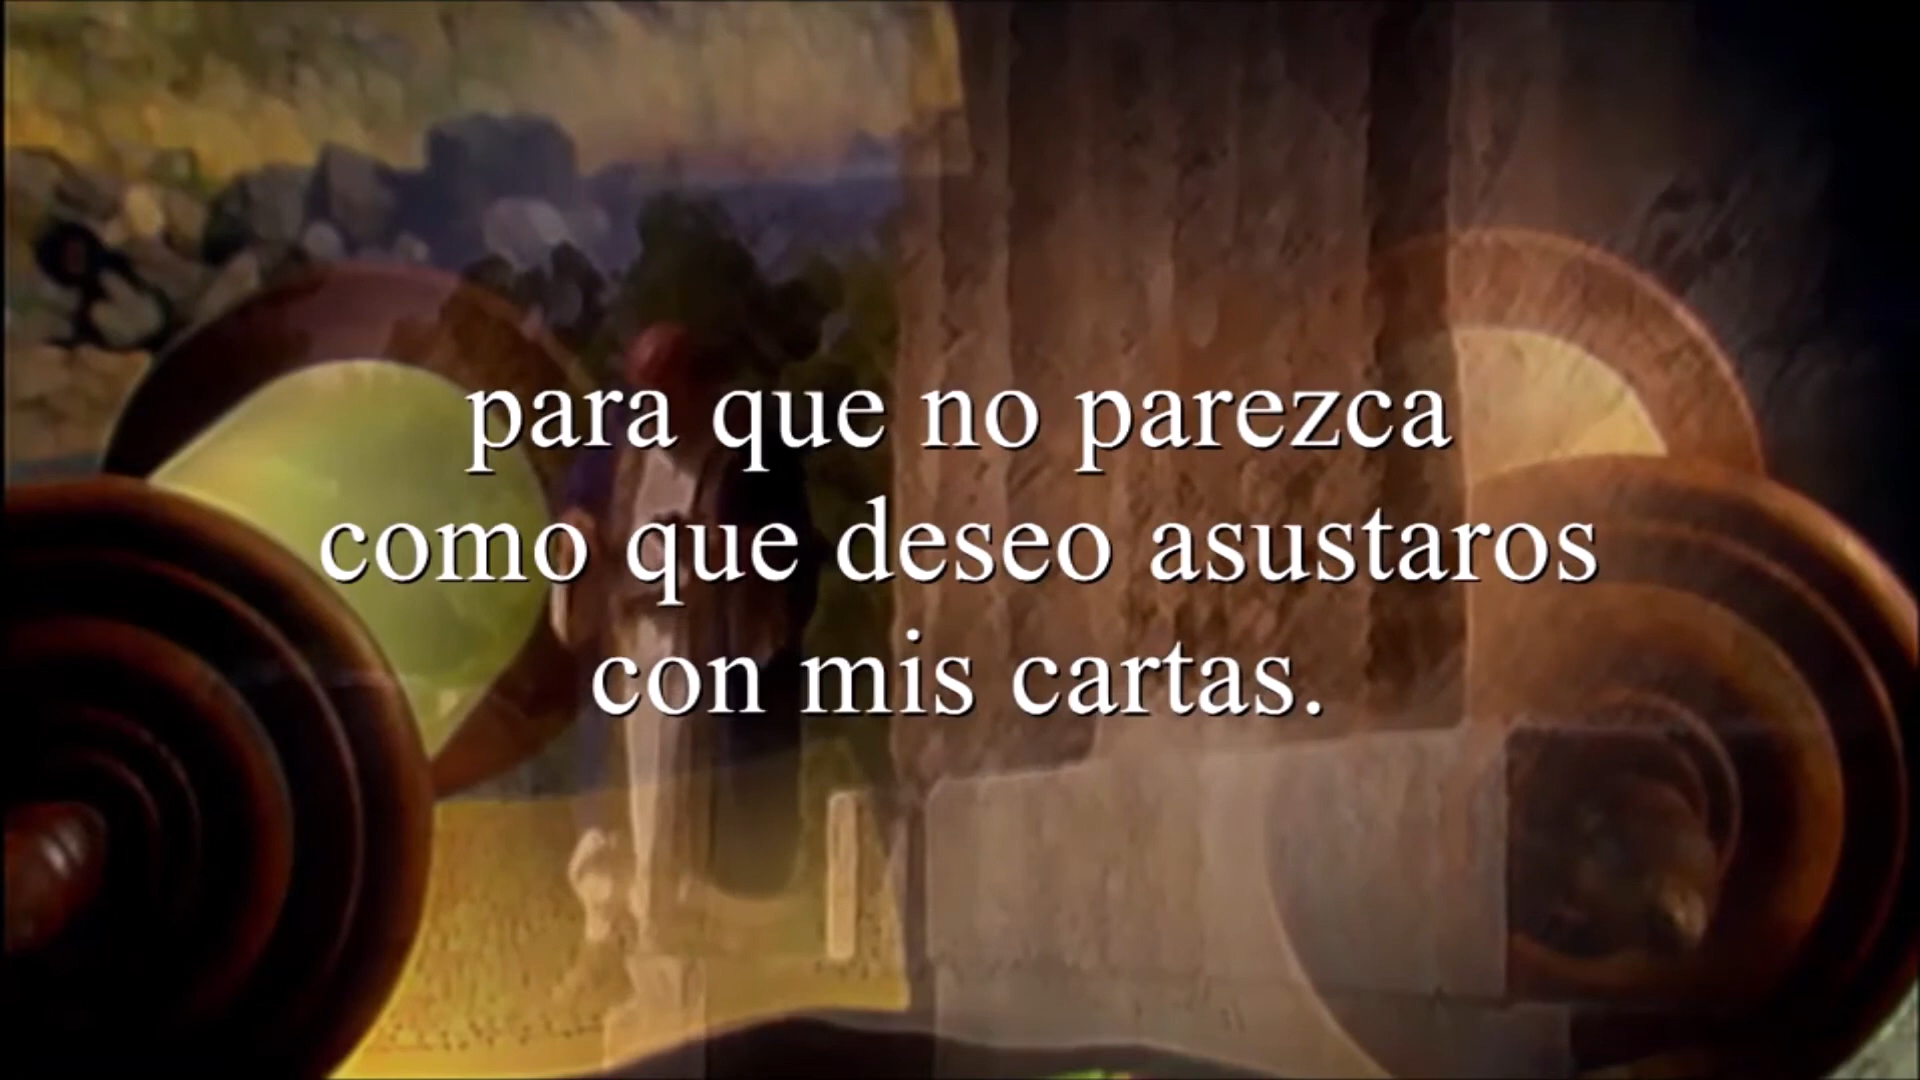 para que no parezca
como que deseo asustaros
con mis cartas.